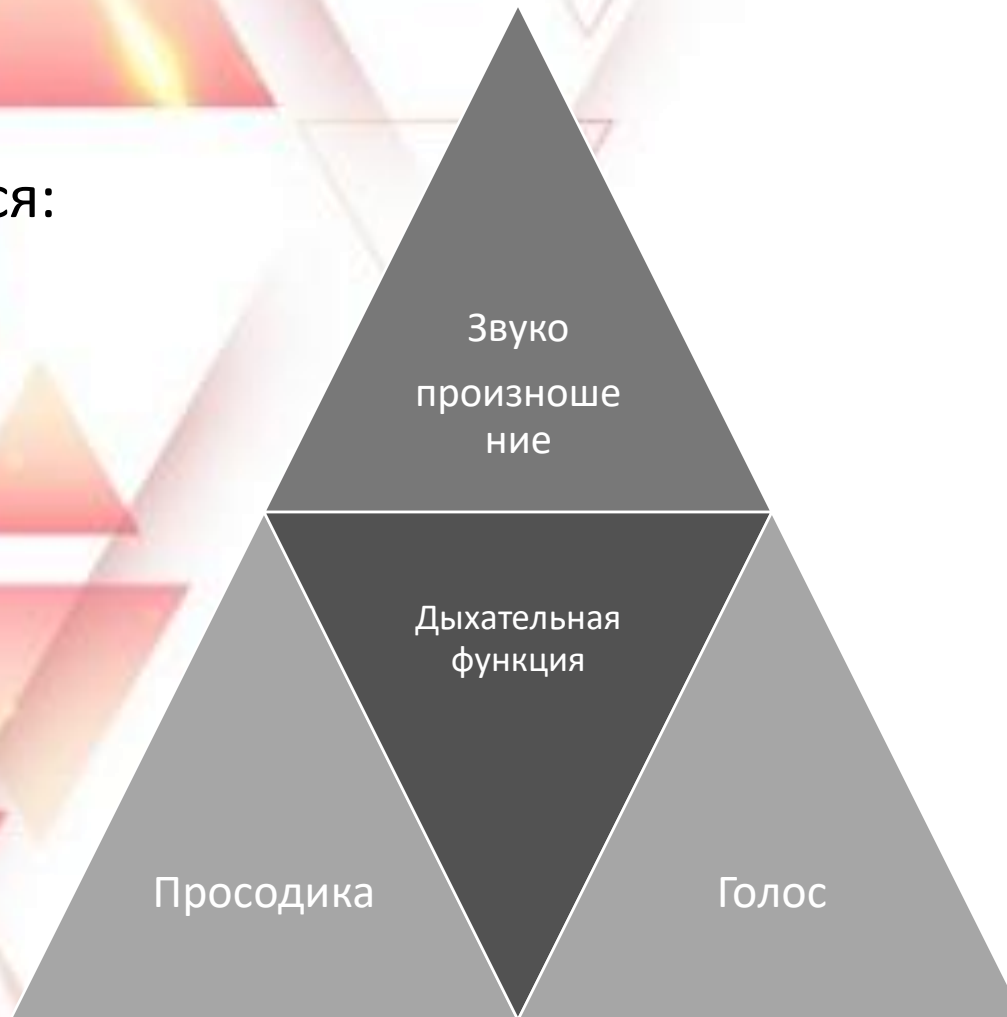 ся:
Звуко
произноше
ние
Дыхательная
функция
Просодика
Голос